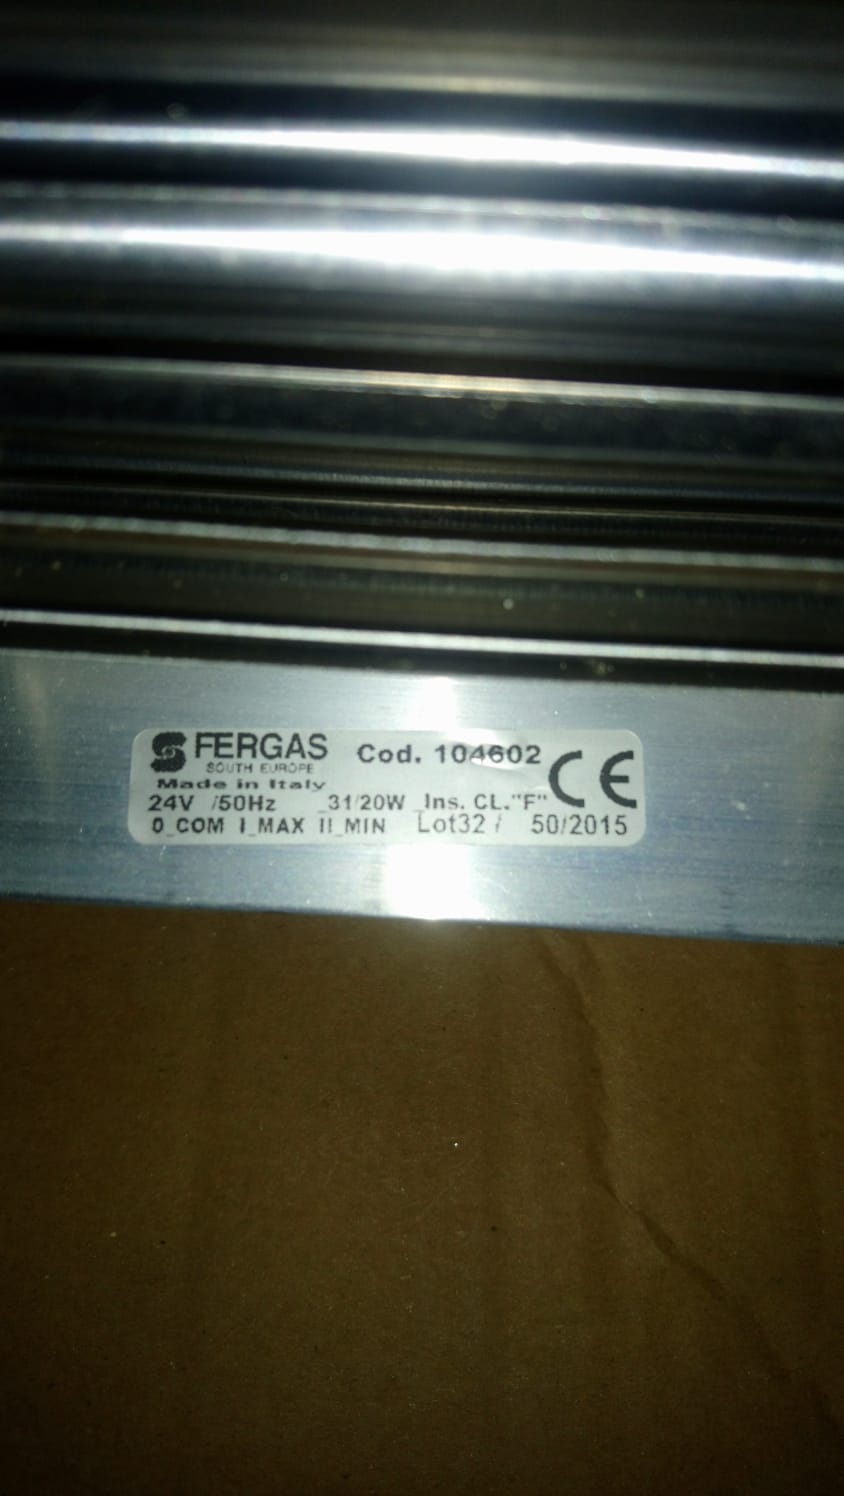 FERGAS Cod. 104602
SOUTH EUROPE
Made in Italy CE
24V /50Hz _31/20W _Ins. CL."F"
0_COM I_MAX II_MIN Lot32 / 50/2015